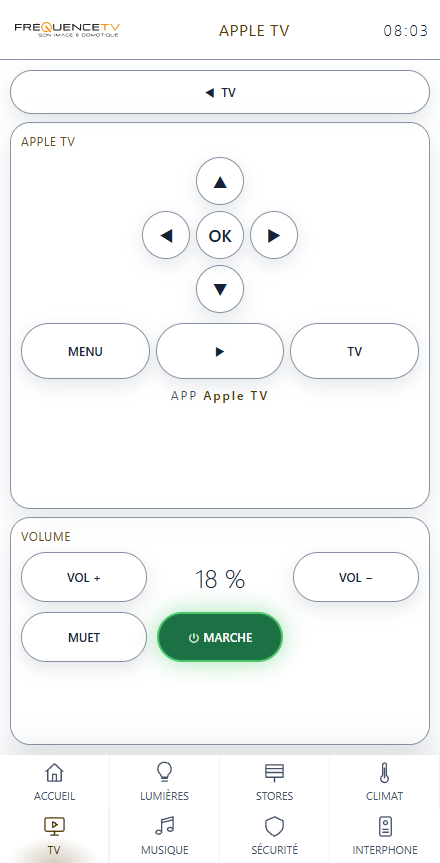 FRÉQUENCETV
SON, IMAGE & DOMOTIQUE
APPLE TV
08:03
◀ TV
APPLE TV
▲
◀ OK ▶
▼
MENU ▶ TV
APP Apple TV
VOLUME
VOL + 18 % VOL −
MUET ⏻ MARCHE
ACCUEIL LUMIÈRES STORES CLIMAT
TV MUSIQUE SÉCURITÉ INTERPHONE